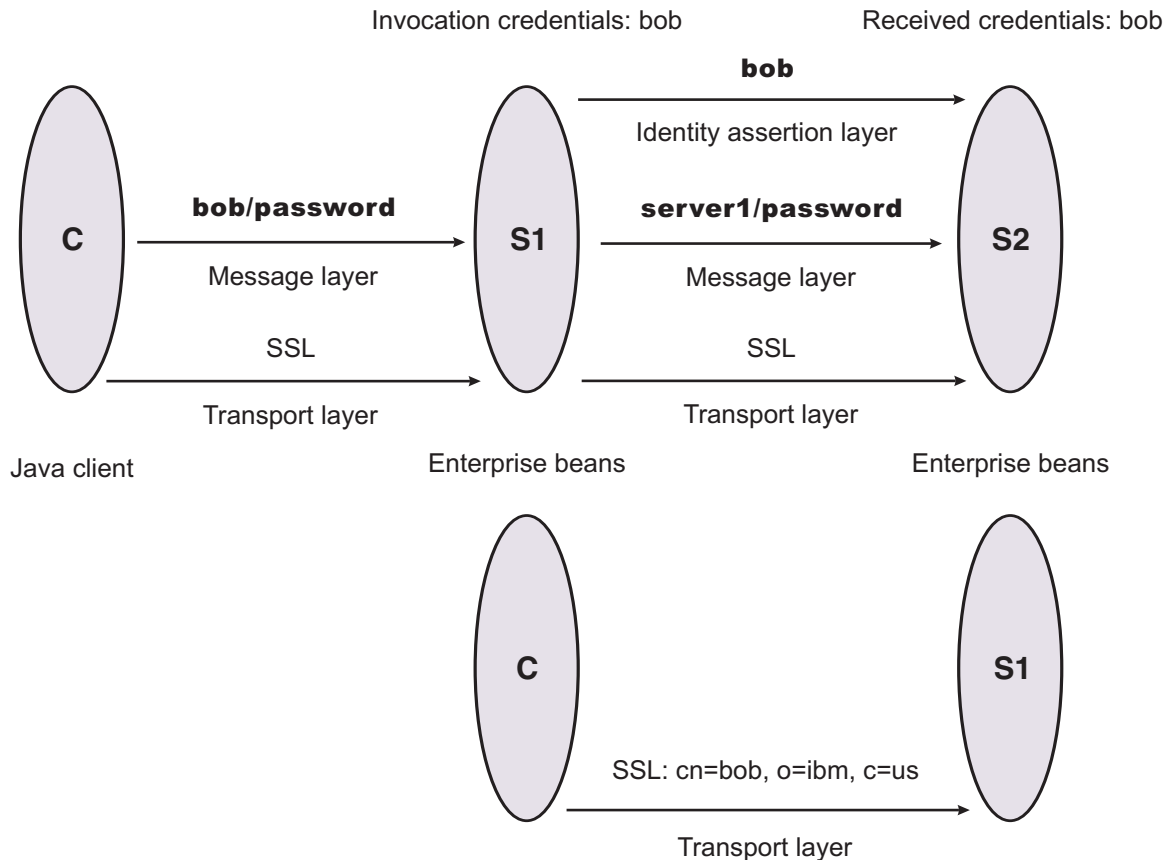 Invocation credentials: bob
Received credentials: bob
bob
Identity assertion layer
bob/password
server1/password
C
S1
S2
Message layer
Message layer
SSL
SSL
Transport layer
Transport layer
Java client
Enterprise beans
Enterprise beans
C
S1
SSL: cn=bob, o=ibm, c=us
Transport layer